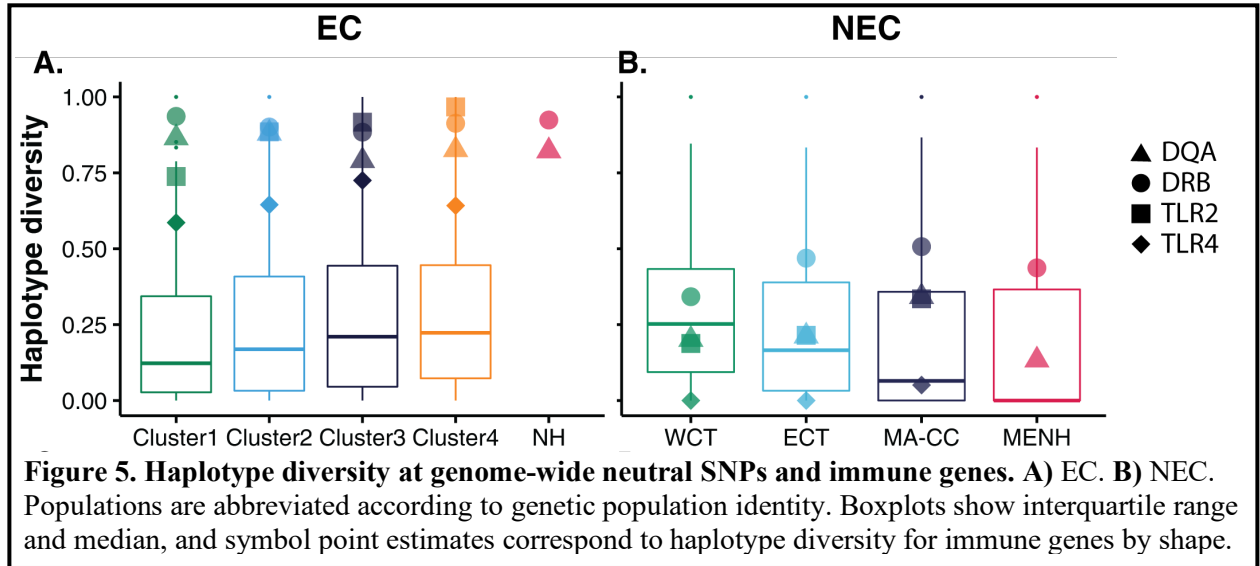 EC
NEC
A.
B.
Haplotype diversity
1.00
0.75
0.50
0.25
0.00
Cluster1 Cluster2 Cluster3 Cluster4 NH
WCT ECT MA-CC MENH
DQA
DRB
TLR2
TLR4
Figure 5. Haplotype diversity at genome-wide neutral SNPs and immune genes. A) EC. B) NEC.
Populations are abbreviated according to genetic population identity. Boxplots show interquartile range
and median, and symbol point estimates correspond to haplotype diversity for immune genes by shape.